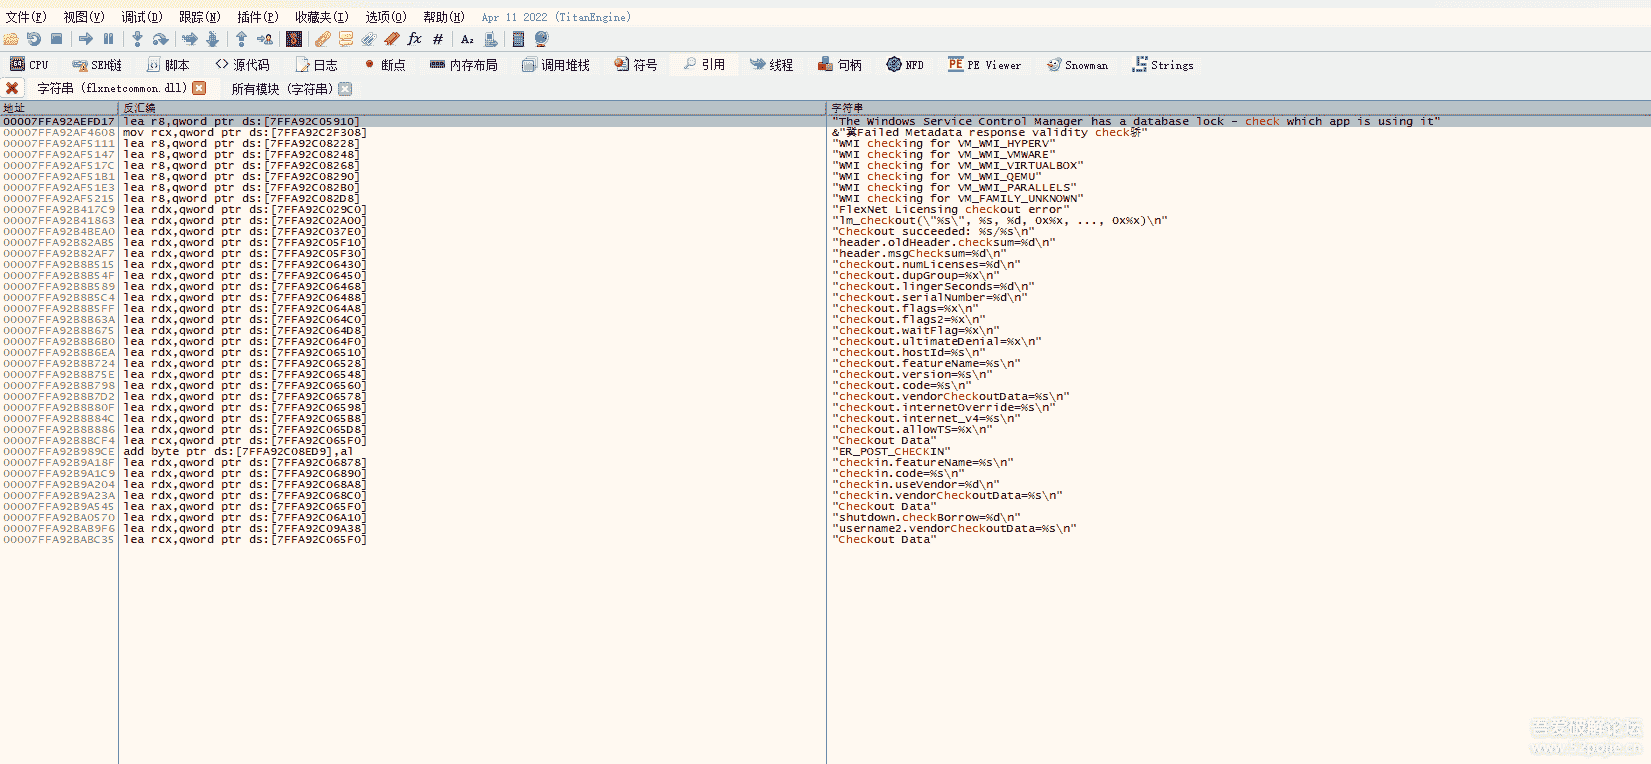 文件(F) 视图(V) 调试(D) 跟踪(N) 插件(P) 收藏夹(I) 选项(O) 帮助(H) Apr 11 2022 (TitanEngine)
CPU SEH链 脚本 源代码 日志 断点 内存布局 调用堆栈 符号 引用 线程 句柄 NFD PE Viewer Snowman Strings
字符串 (flxnetcommon.dll) 所有模块 (字符串)
地址 反汇编 字符串
00007FFA92AEFD17 lea r8,qword ptr ds:[7FFA92C05910] "The Windows Service Control Manager has a database lock - check which app is using it"
00007FFA92AF4608 mov rcx,qword ptr ds:[7FFA92C2F308] &"冀Failed Metadata response validity check骄"
00007FFA92AF5111 lea r8,qword ptr ds:[7FFA92C08228] "WMI checking for VM_WMI_HYPERV"
00007FFA92AF5147 lea r8,qword ptr ds:[7FFA92C08248] "WMI checking for VM_WMI_VMWARE"
00007FFA92AF517C lea r8,qword ptr ds:[7FFA92C08268] "WMI checking for VM_WMI_VIRTUALBOX"
00007FFA92AF51B1 lea r8,qword ptr ds:[7FFA92C08290] "WMI checking for VM_WMI_QEMU"
00007FFA92AF51E3 lea r8,qword ptr ds:[7FFA92C082B0] "WMI checking for VM_WMI_PARALLELS"
00007FFA92AF5215 lea r8,qword ptr ds:[7FFA92C082D8] "WMI checking for VM_FAMILY_UNKNOWN"
00007FFA92B417C9 lea rdx,qword ptr ds:[7FFA92C029C0] "FlexNet Licensing checkout error"
00007FFA92B41863 lea rdx,qword ptr ds:[7FFA92C02A00] "lm_checkout(\"%s\", %s, %d, 0x%x, ..., 0x%x)\n"
00007FFA92B4BEA0 lea rdx,qword ptr ds:[7FFA92C037E0] "Checkout succeeded: %s/%s\n"
00007FFA92B82AB5 lea rdx,qword ptr ds:[7FFA92C05F10] "header.oldHeader.checksum=%d\n"
00007FFA92B82AF7 lea rdx,qword ptr ds:[7FFA92C05F30] "header.msgChecksum=%d\n"
00007FFA92B8B515 lea rdx,qword ptr ds:[7FFA92C06430] "checkout.numLicenses=%d\n"
00007FFA92B8B54F lea rdx,qword ptr ds:[7FFA92C06450] "checkout.dupGroup=%x\n"
00007FFA92B8B589 lea rdx,qword ptr ds:[7FFA92C06468] "checkout.lingerSeconds=%d\n"
00007FFA92B8B5C4 lea rdx,qword ptr ds:[7FFA92C06488] "checkout.serialNumber=%d\n"
00007FFA92B8B5FF lea rdx,qword ptr ds:[7FFA92C064A8] "checkout.flags=%x\n"
00007FFA92B8B63A lea rdx,qword ptr ds:[7FFA92C064C0] "checkout.flags2=%x\n"
00007FFA92B8B675 lea rdx,qword ptr ds:[7FFA92C064D8] "checkout.waitFlag=%x\n"
00007FFA92B8B6B0 lea rdx,qword ptr ds:[7FFA92C064F0] "checkout.ultimateDenial=%x\n"
00007FFA92B8B6EA lea rdx,qword ptr ds:[7FFA92C06510] "checkout.hostId=%s\n"
00007FFA92B8B724 lea rdx,qword ptr ds:[7FFA92C06528] "checkout.featureName=%s\n"
00007FFA92B8B75E lea rdx,qword ptr ds:[7FFA92C06548] "checkout.version=%s\n"
00007FFA92B8B798 lea rdx,qword ptr ds:[7FFA92C06560] "checkout.code=%s\n"
00007FFA92B8B7D2 lea rdx,qword ptr ds:[7FFA92C06578] "checkout.vendorCheckoutData=%s\n"
00007FFA92B8B80F lea rdx,qword ptr ds:[7FFA92C06598] "checkout.internetOverride=%s\n"
00007FFA92B8B84C lea rdx,qword ptr ds:[7FFA92C065B8] "checkout.internet_v4=%s\n"
00007FFA92B8B886 lea rdx,qword ptr ds:[7FFA92C065D8] "checkout.allowTS=%x\n"
00007FFA92B8BCF4 lea rcx,qword ptr ds:[7FFA92C065F0] "Checkout Data"
00007FFA92B989CE add byte ptr ds:[7FFA92C08ED9],al "ER_POST_CHECKIN"
00007FFA92B9A18F lea rdx,qword ptr ds:[7FFA92C06878] "checkin.featureName=%s\n"
00007FFA92B9A1C9 lea rdx,qword ptr ds:[7FFA92C06890] "checkin.code=%s\n"
00007FFA92B9A204 lea rdx,qword ptr ds:[7FFA92C068A8] "checkin.useVendor=%d\n"
00007FFA92B9A23A lea rdx,qword ptr ds:[7FFA92C068C0] "checkin.vendorCheckoutData=%s\n"
00007FFA92B9A545 lea rax,qword ptr ds:[7FFA92C065F0] "Checkout Data"
00007FFA92BA0570 lea rdx,qword ptr ds:[7FFA92C06A10] "shutdown.checkBorrow=%d\n"
00007FFA92BAB9F6 lea rdx,qword ptr ds:[7FFA92C09A38] "username2.vendorCheckoutData=%s\n"
00007FFA92BABC35 lea rcx,qword ptr ds:[7FFA92C065F0] "Checkout Data"
吾爱破解论坛
www.52pojie.cn